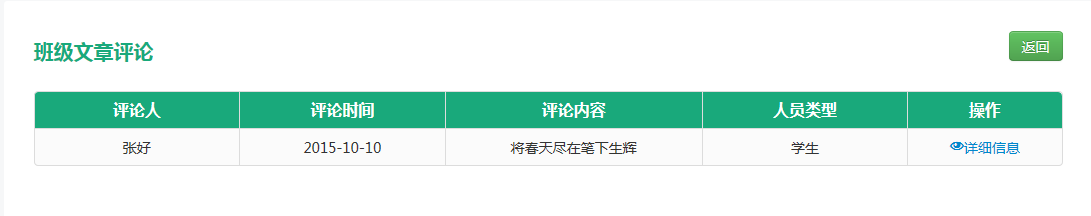 班级文章评论
返回
评论人 评论时间 评论内容 人员类型 操作
张好 2015-10-10 将春天尽在笔下生辉 学生 详细信息